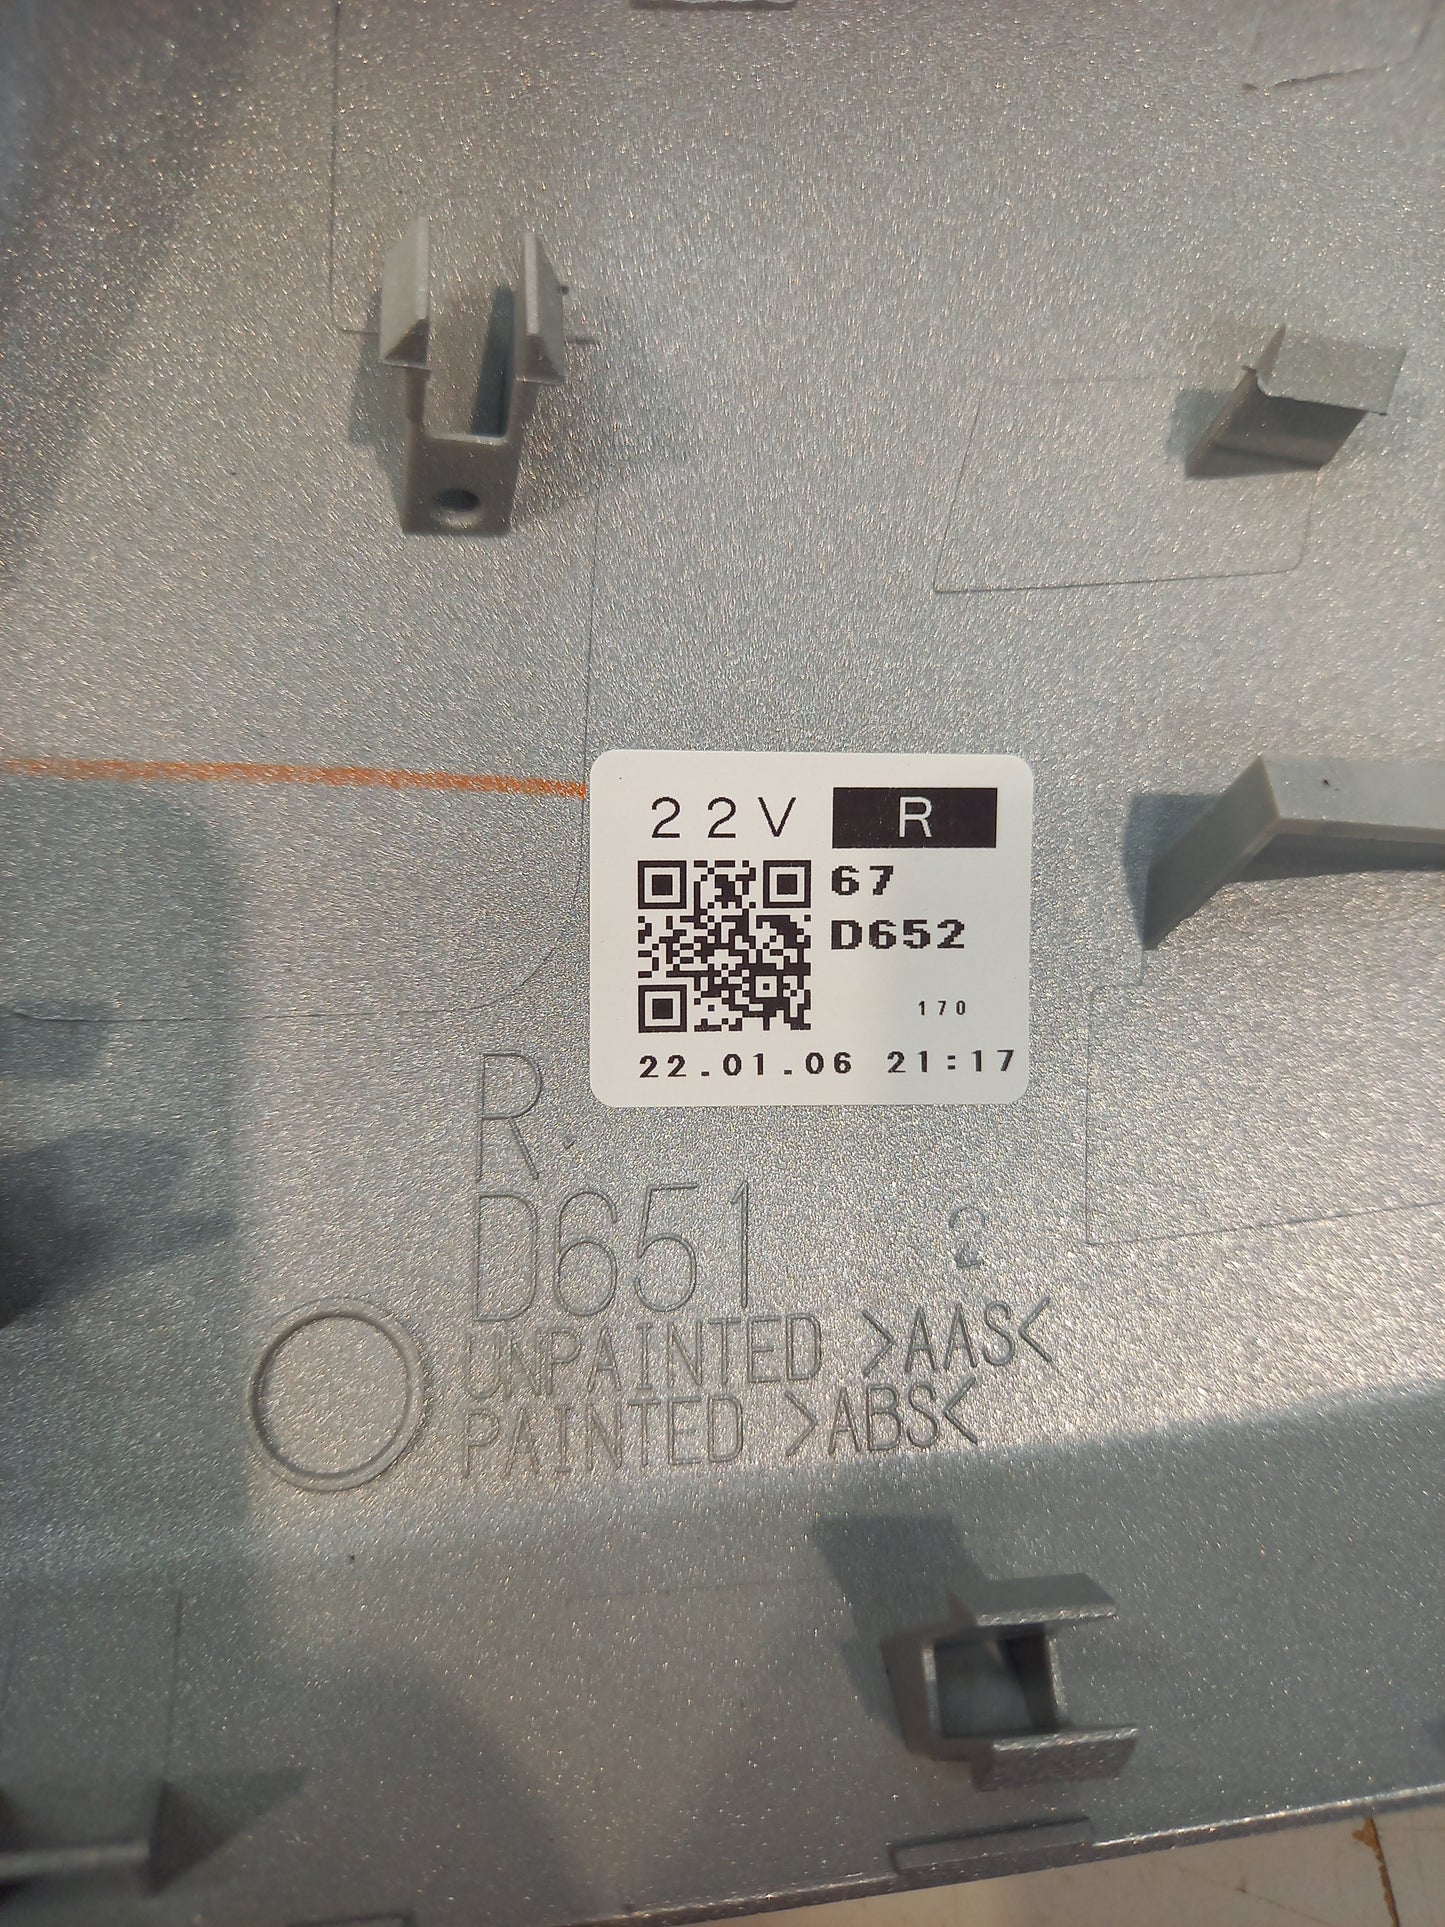 22V R
67
D652
170
22.01.06 21:17
R
D651 2
UNPAINTED >AAS<
PAINTED >ABS<